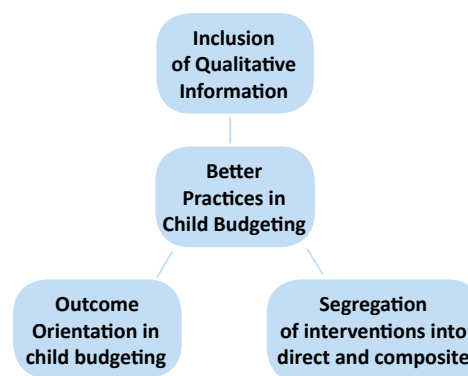 Inclusion
of Qualitative
Information
Better
Practices in
Child Budgeting
Outcome
Orientation in
child budgeting
Segregation
of interventions into
direct and composite